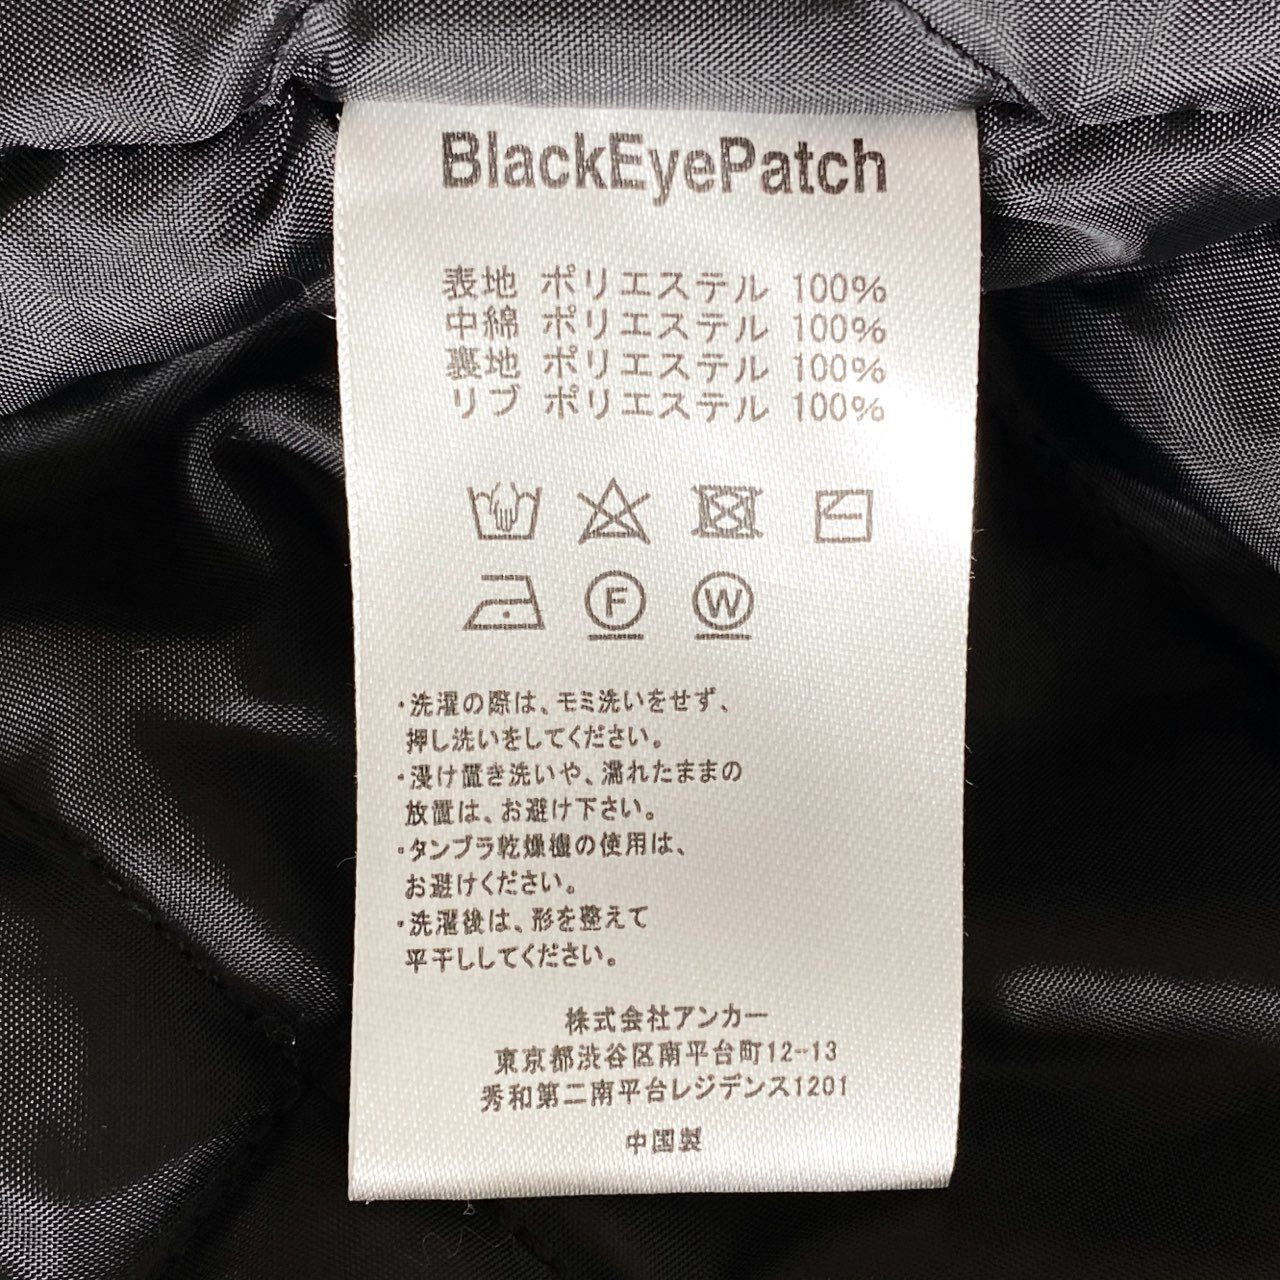 BlackEyePatch
表地 ポリエステル 100%
中綿 ポリエステル 100%
裏地 ポリエステル 100%
リブ ポリエステル 100%
F W
・洗濯の際は、モミ洗いをせず、
押し洗いをしてください。
・浸け置き洗いや、濡れたままの
放置は、お避け下さい。
・タンブラ乾燥機の使用は、
お避けください。
・洗濯後は、形を整えて
平干ししてください。
株式会社アンカー
東京都渋谷区南平台町12-13
秀和第二南平台レジデンス1201
中国製